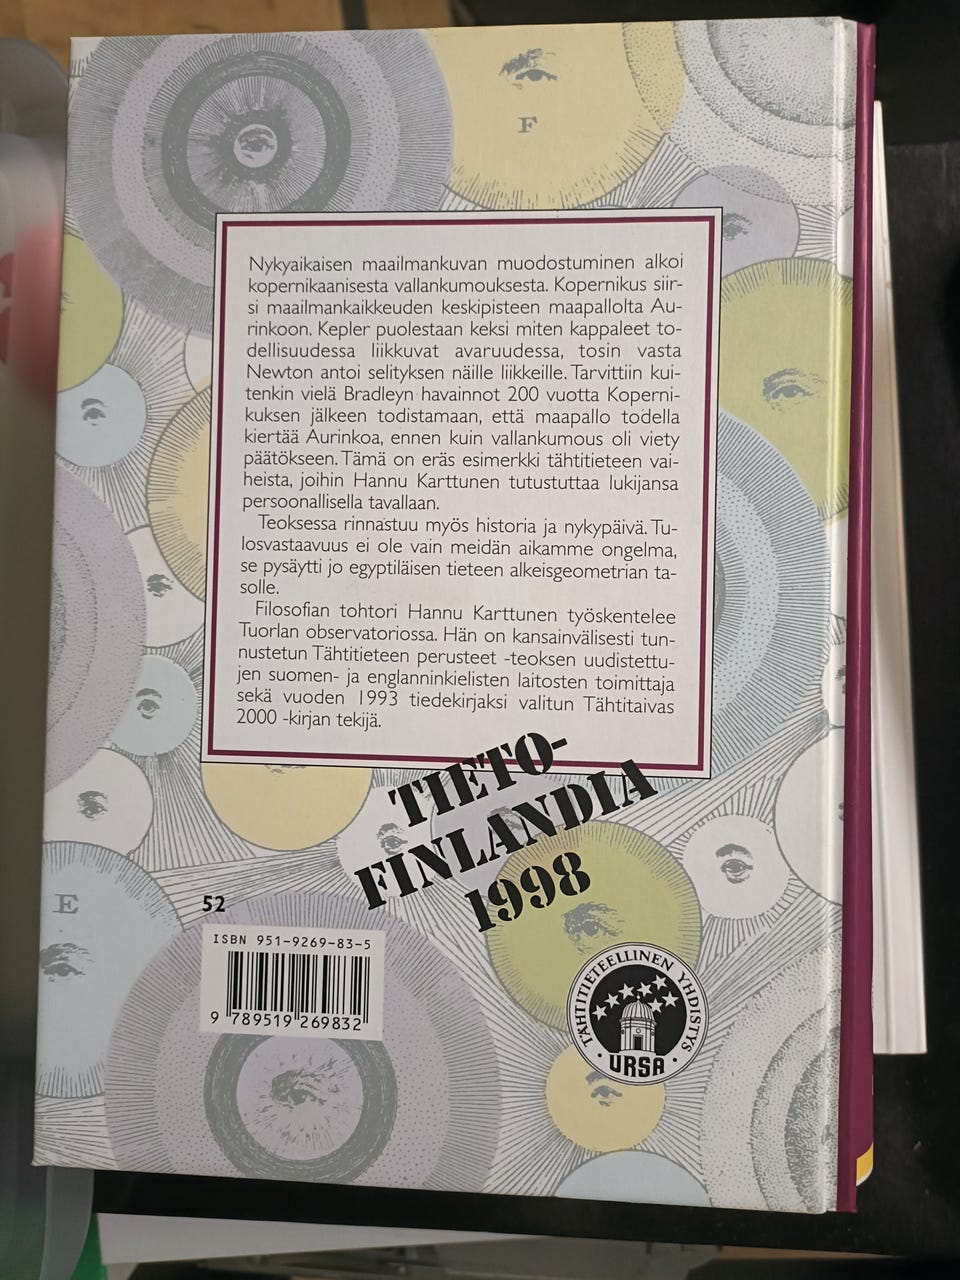 F
Nykyaikaisen maailmankuvan muodostuminen alkoi
kopernikaanisesta vallankumouksesta. Kopernikus siir-
si maailmankaikkeuden keskipisteen maapallolta Au-
rinkoon. Kepler puolestaan keksi miten kappaleet to-
dellisuudessa liikkuvat avaruudessa, tosin vasta
Newton antoi selityksen näille liikkeille. Tarvittiin kui-
tenkin vielä Bradleyn havainnot 200 vuotta Koperni-
kuksen jälkeen todistamaan, että maapallo todella
kiertää Aurinkoa, ennen kuin vallankumous oli viety
päätökseen. Tämä on eräs esimerkki tähtitieteen vai-
heista, joihin Hannu Karttunen tutustuttaa lukijansa
persoonallisella tavallaan.
Teoksessa rinnastuu myös historia ja nykypäivä. Tu-
losvastaavuus ei ole vain meidän aikamme ongelma,
se pysäytti jo egyptiläisen tieteen alkeisgeometrian ta-
solle.
Filosofian tohtori Hannu Karttunen työskentelee
Tuorlan observatoriossa. Hän on kansainvälisesti tun-
nustetun Tähtitieteen perusteet -teoksen uudistettu-
jen suomen- ja englanninkielisten laitosten toimittaja
sekä vuoden 1993 tiedekirjaksi valitun Tähtitaivas
2000 -kirjan tekijä.
TIETO-
FINLANDIA
1998
E
52
ISBN 951-9269-83-5
9 789519 269832
TÄHTITIETEELLINEN YHDISTYS
• URSA •